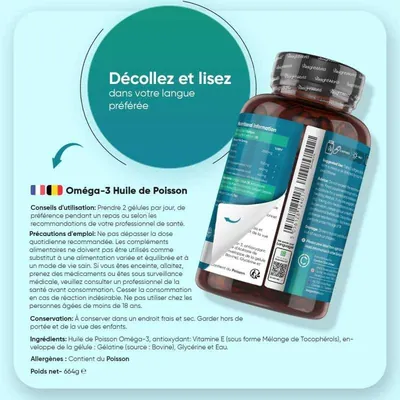 Décollez et lisez
dans votre langue
préférée
Oméga-3 Huile de Poisson
Conseils d'utilisation: Prendre 2 gélules par jour, de
préférence pendant un repas ou selon les
recommandations de votre professionnel de santé.
Précautions d'emploi: Ne pas dépasser la dose
quotidienne recommandée. Les compléments
alimentaires ne doivent pas être utilisés comme
substitut à une alimentation variée et équilibrée et à
un mode de vie sain. Si vous êtes enceinte, allaitez,
prenez des médicaments ou êtes sous surveillance
médicale, veuillez consulter un professionnel de la
santé avant consommation. Cesser la consommation
en cas de réaction indésirable. Ne pas utiliser chez les
personnes âgées de moins de 18 ans.
Conservation: À conserver dans un endroit frais et sec. Garder hors de
portée et de la vue des enfants.
Ingrédients: Huile de Poisson Oméga-3, antioxydant: Vitamine E (sous forme Mélange de Tocophérols), en-
veloppe de la gélule : Gélatine (source : Bovine), Glycérine et Eau.
Allergènes : Contient du Poisson
Poids net- 664g e
Nutritional Information